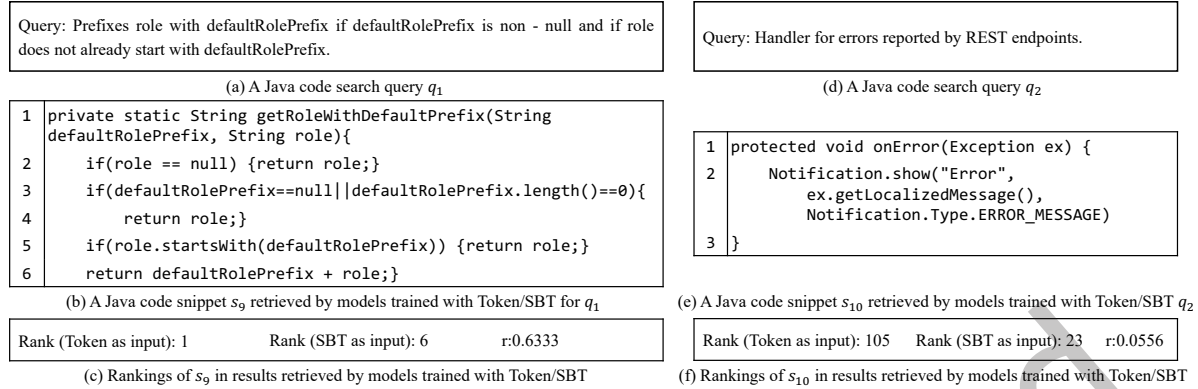 Query: Prefixes role with defaultRolePrefix if defaultRolePrefix is non - null and if role
does not already start with defaultRolePrefix.
(a) A Java code search query q₁
1 private static String getRoleWithDefaultPrefix(String
defaultRolePrefix, String role){
2 if(role == null) {return role;}
3 if(defaultRolePrefix==null||defaultRolePrefix.length()==0){
4 return role;}
5 if(role.startsWith(defaultRolePrefix)) {return role;}
6 return defaultRolePrefix + role;}
(b) A Java code snippet s₉ retrieved by models trained with Token/SBT for q₁
Rank (Token as input): 1 Rank (SBT as input): 6 r:0.6333
(c) Rankings of s₉ in results retrieved by models trained with Token/SBT
Query: Handler for errors reported by REST endpoints.
(d) A Java code search query q₂
1 protected void onError(Exception ex) {
2 Notification.show("Error",
ex.getLocalizedMessage(),
Notification.Type.ERROR_MESSAGE)
3 }
(e) A Java code snippet s₁₀ retrieved by models trained with Token/SBT q₂
Rank (Token as input): 105 Rank (SBT as input): 23 r:0.0556
(f) Rankings of s₁₀ in results retrieved by models trained with Token/SBT